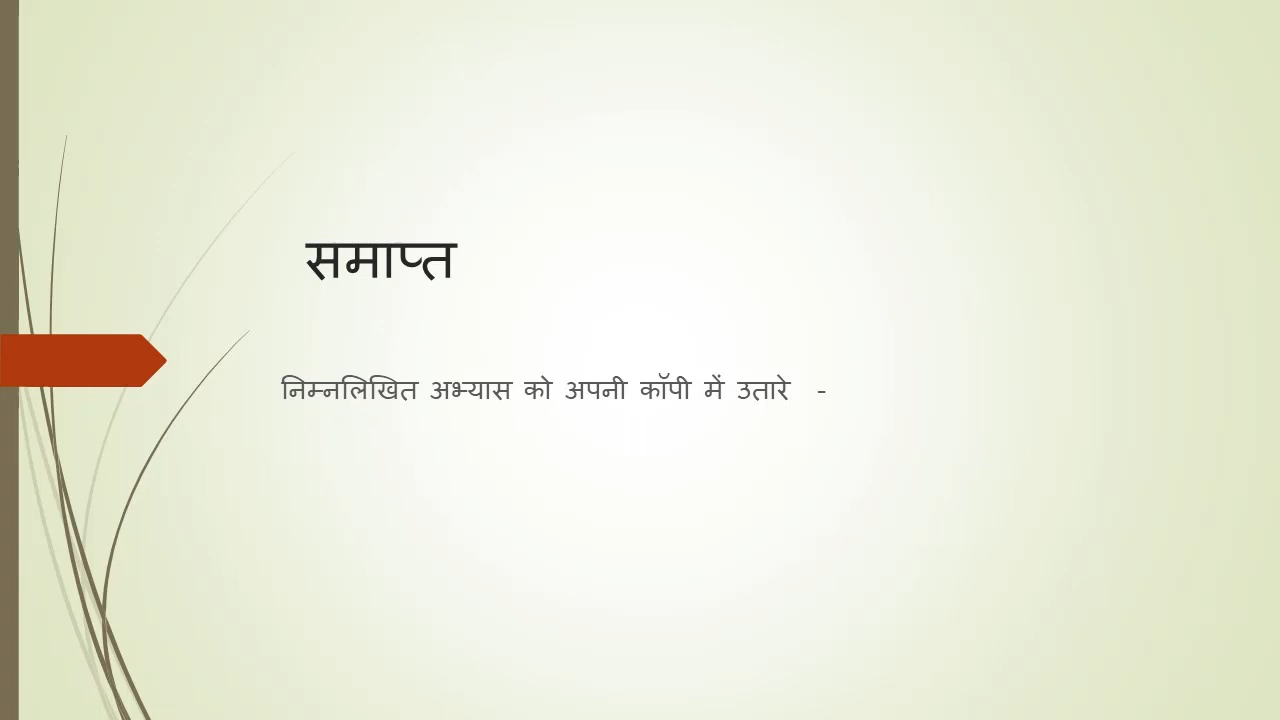 समाप्त
निम्नलिखित अभ्यास को अपनी कॉपी में उतारे -